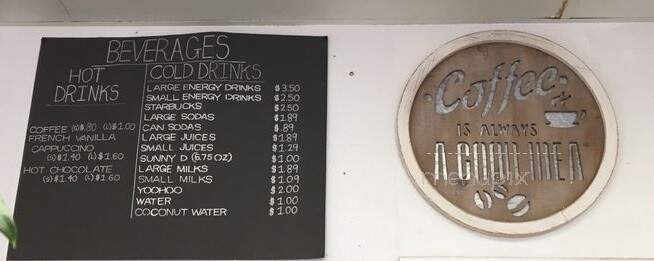 BEVERAGES
HOT
DRINKS
COFFEE (S)$.80 (L)$1.00
FRENCH VANILLA
CAPPUCCINO
(S)$1.40 (L)$1.60
HOT CHOCOLATE
(S)$1.40 (L)$1.60
COLD DRINKS
LARGE ENERGY DRINKS $3.50
SMALL ENERGY DRINKS $2.50
STARBUCKS $2.50
LARGE SODAS $1.89
CAN SODAS $.89
LARGE JUICES $1.89
SMALL JUICES $1.29
SUNNY D (6.75OZ) $1.00
LARGE MILKS $1.89
SMALL MILKS $1.09
YOOHOO $2.00
WATER $1.00
COCONUT WATER $1.00
Coffee
IS ALWAYS
A GOOD IDEA
menupix